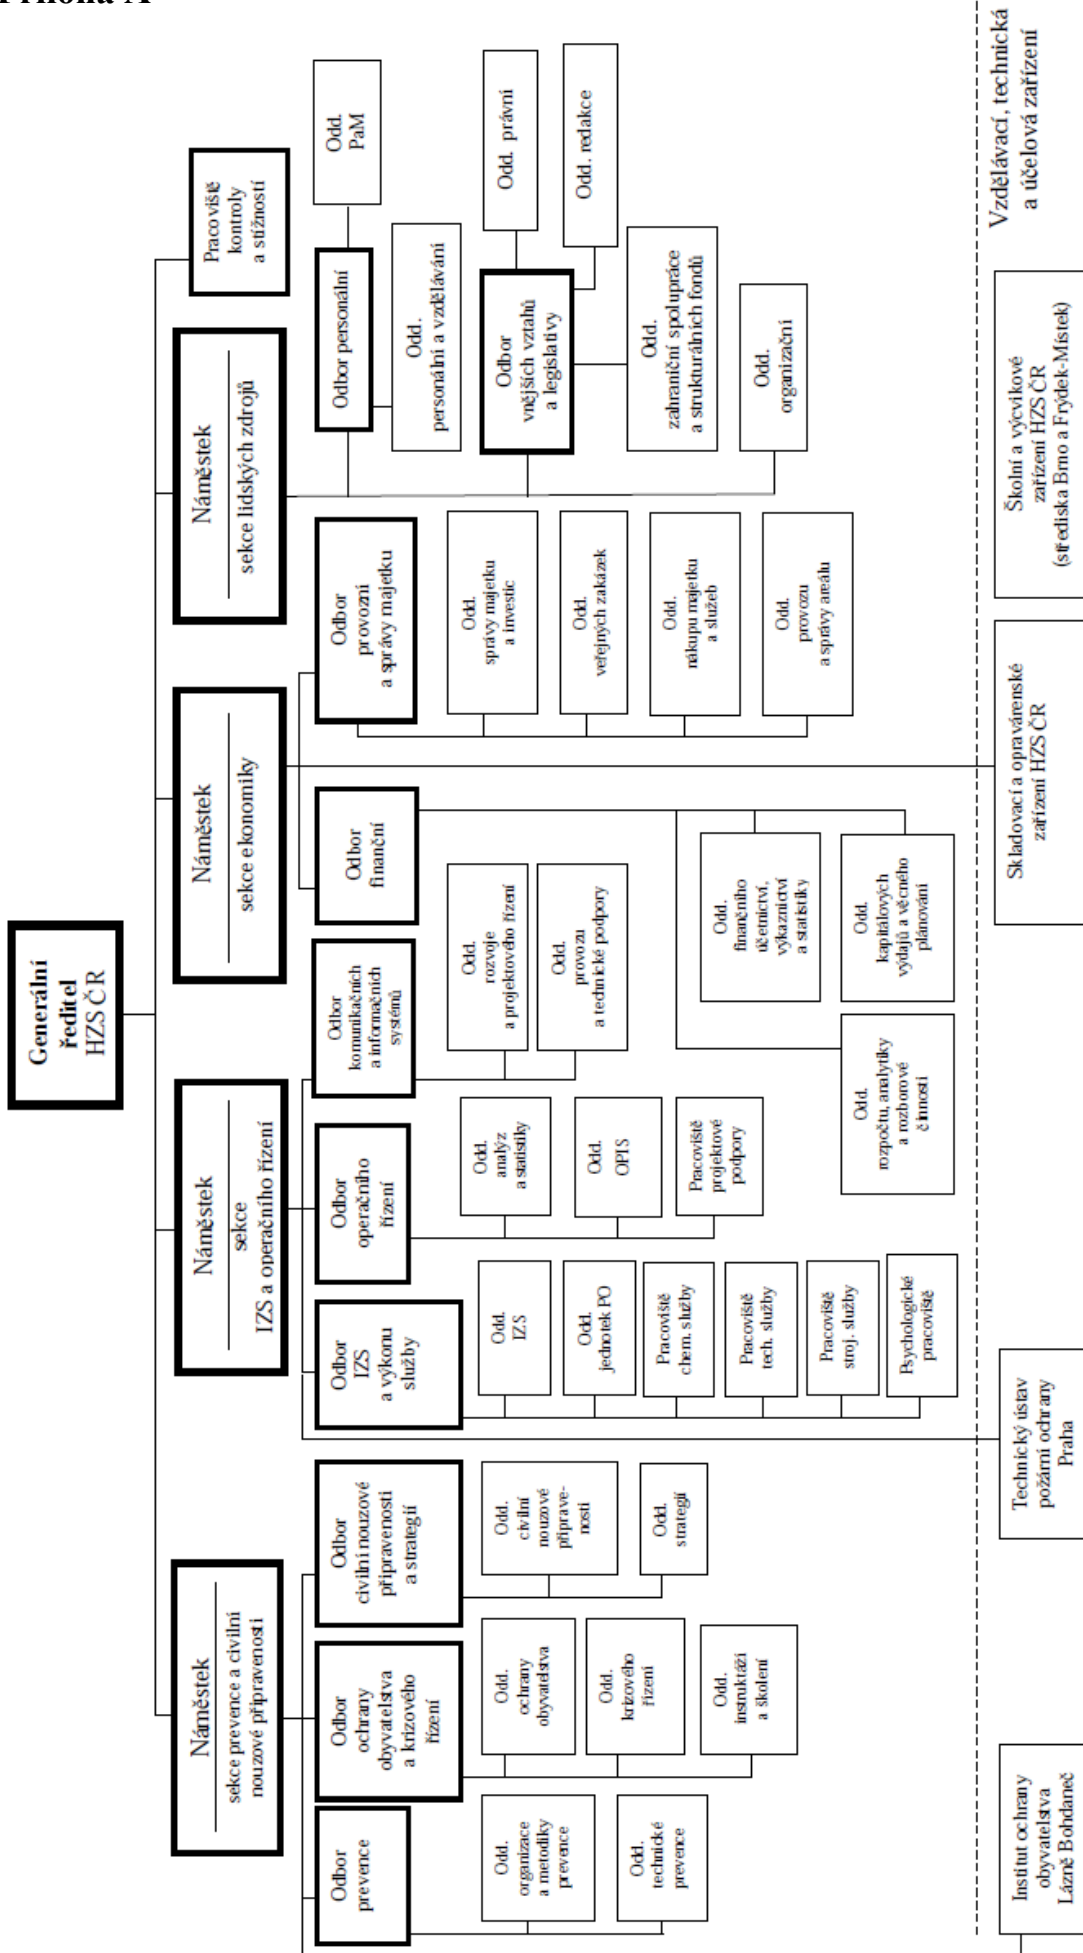 Příloha A
Generální
ředitel
HZS ČR
Náměstek
sekce prevence a civilní
nouzové připravenosti
Náměstek
sekce
IZS a operačního řízení
Náměstek
sekce ekonomiky
Náměstek
sekce lidských zdrojů
Pracoviště
kontroly
a stížností
Odbor
prevence
Odd.
organizace
a metodiky
prevence
Odd.
technické
prevence
Odbor
ochrany
obyvatelstva
a krizového
řízení
Odd.
ochrany
obyvatelstva
Odd.
krizového
řízení
Odd.
instruktáží
a školení
Odbor
civilní nouzové
připravenosti
a strategií
Odd.
civilní
nouzové
připrave-
nosti
Odd.
strategií
Odbor
IZS
a výkonu
služby
Odd.
IZS
Odd.
jednotek PO
Pracoviště
chem. služby
Pracoviště
tech. služby
Pracoviště
stroj. služby
Psychologické
pracoviště
Odbor
operačního
řízení
Odd.
analýz
a statistiky
Odd.
OPIS
Pracoviště
projektové
podpory
Odbor
komunikačních
a informačních
systémů
Odd.
rozvoje
a projektového řízení
Odd.
provozu
a technické podpory
Odbor
finanční
Odd.
rozpočtu, analytiky
a rozborové
činnosti
Odd.
finančního
účetnictví,
výkaznictví
a statistiky
Odd.
kapitálových
výdajů a věcného
plánování
Odbor
provozní
a správy majetku
Odd.
správy majetku
a investic
Odd.
veřejných zakázek
Odd.
nákupu majetku
a služeb
Odd.
provozu
a správy areálu
Odbor personální
Odd.
PaM
Odd.
personální a vzdělávání
Odbor
vnějších vztahů
a legislativy
Odd. právní
Odd. redakce
Odd.
zahraniční spolupráce
a strukturálních fondů
Odd.
organizační
Vzdělávací, technická
a účelová zařízení
Institut ochrany
obyvatelstva
Lázně Bohdaneč
Technický ústav
požární ochrany
Praha
Skladovací a opravárenské
zařízení HZS ČR
Školní a výcvikové
zařízení HZS ČR
(střediska Brno a Frýdek-Místek)